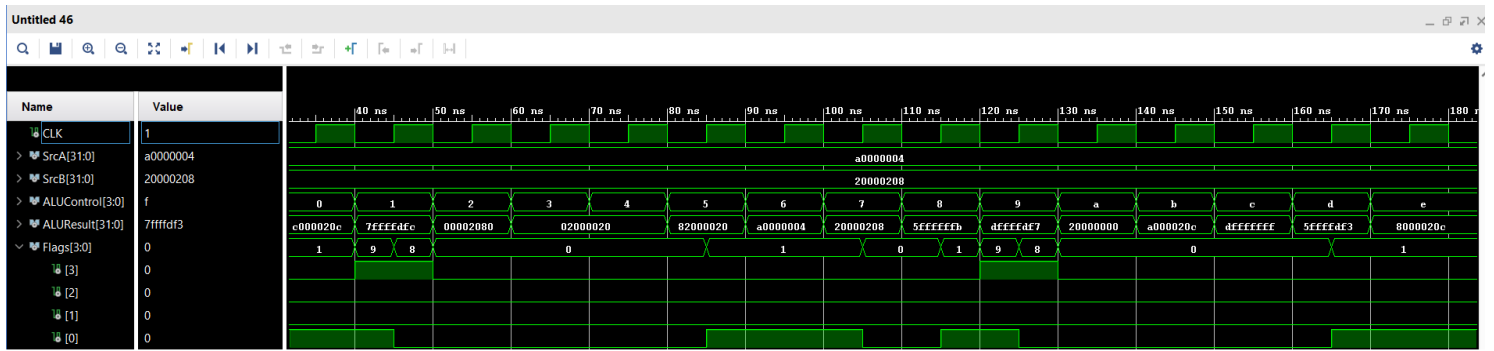 Untitled 46
Name Value
40 ns 50 ns 60 ns 70 ns 80 ns 90 ns 100 ns 110 ns 120 ns 130 ns 140 ns 150 ns 160 ns 170 ns 180 n
CLK 1
SrcA[31:0] a0000004 a0000004
SrcB[31:0] 20000208 20000208
ALUControl[3:0] f 0 1 2 3 4 5 6 7 8 9 a b c d e
ALUResult[31:0] 7ffffdf3 c000020c 7ffffdfc 00002080 02000020 82000020 a0000004 20000208 5ffffffb dffffdf7 20000000 a000020c dfffffff 5ffffdf3 8000020c
Flags[3:0] 0 1 9 8 0 1 0 1 9 8 0 1
[3] 0
[2] 0
[1] 0
[0] 0